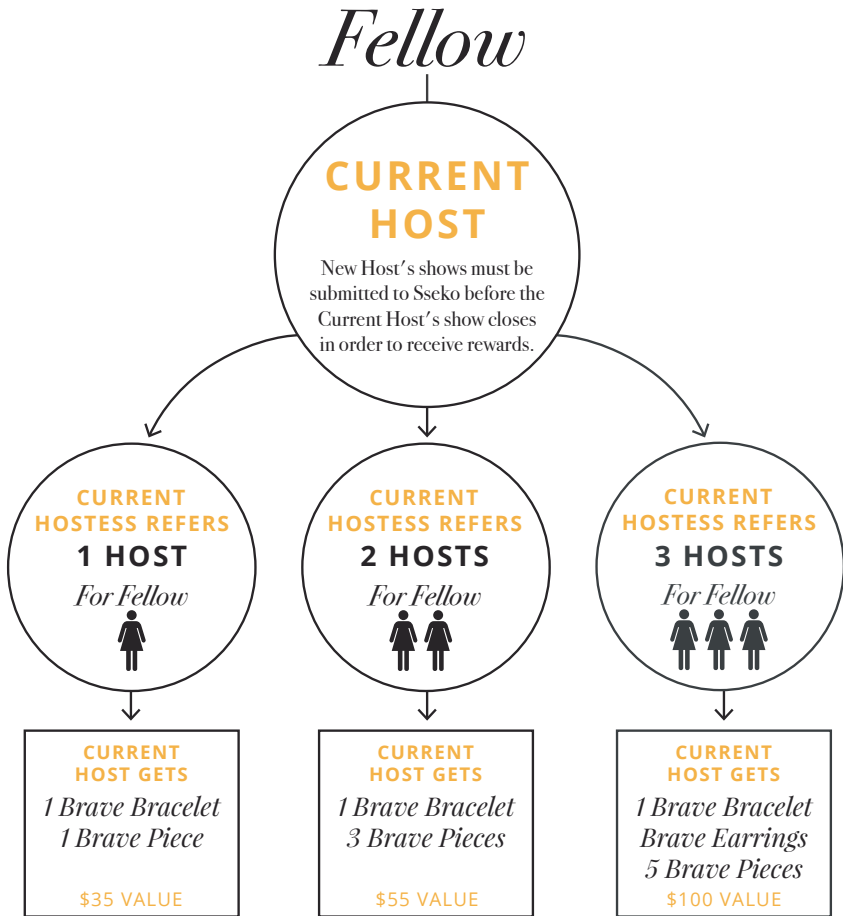 Fellow
CURRENT
HOST
New Host's shows must be
submitted to Sseko before the
Current Host's show closes
in order to receive rewards.
CURRENT
HOSTESS REFERS
1 HOST
For Fellow
CURRENT
HOSTESS REFERS
2 HOSTS
For Fellow
CURRENT
HOSTESS REFERS
3 HOSTS
For Fellow
CURRENT
HOST GETS
1 Brave Bracelet
1 Brave Piece
$35 VALUE
CURRENT
HOST GETS
1 Brave Bracelet
3 Brave Pieces
$55 VALUE
CURRENT
HOST GETS
1 Brave Bracelet
Brave Earrings
5 Brave Pieces
$100 VALUE